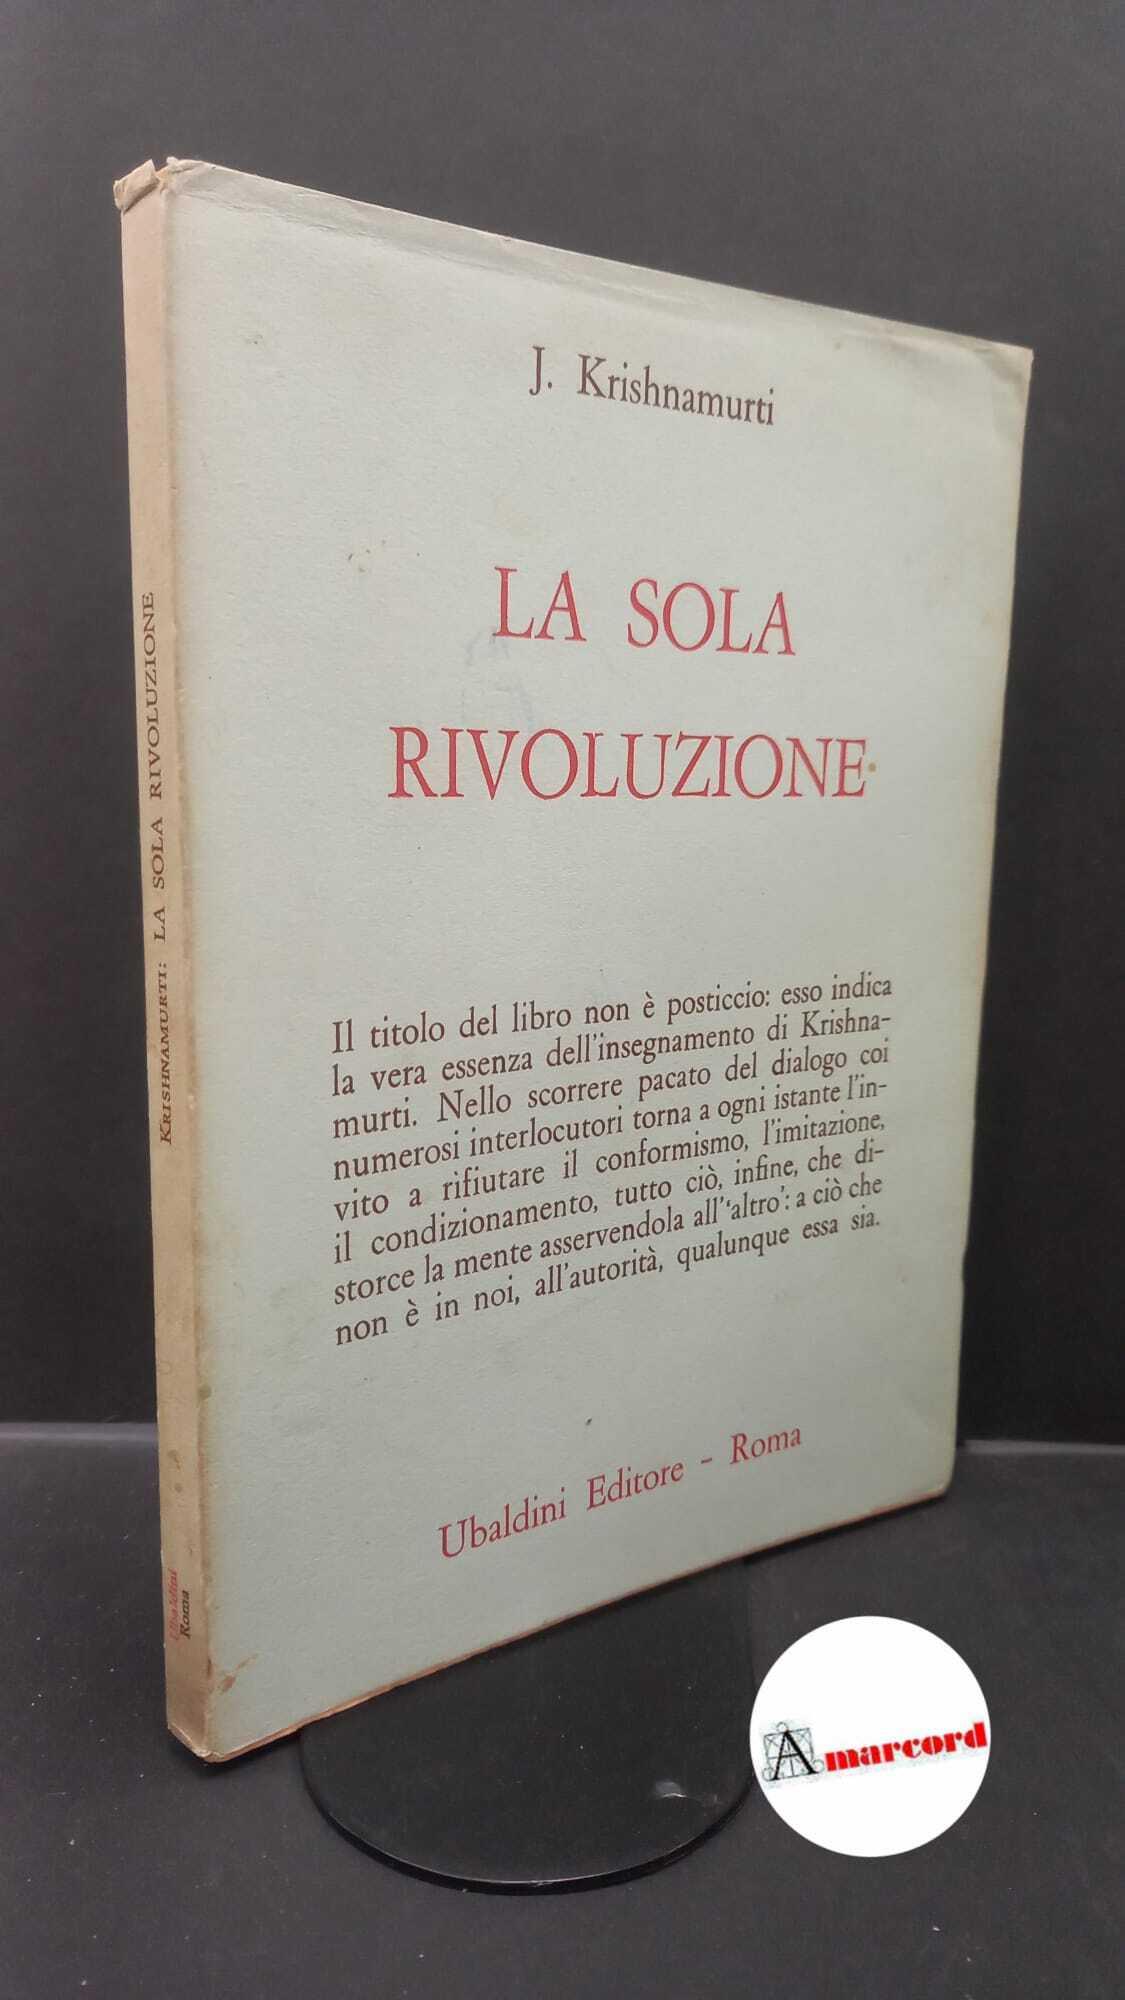 J. Krishnamurti
LA SOLA
RIVOLUZIONE
Il titolo del libro non è posticcio: esso indica
la vera essenza dell'insegnamento di Krishna-
murti. Nello scorrere pacato del dialogo coi
numerosi interlocutori torna a ogni istante l'in-
vito a rifiutare il conformismo, l'imitazione,
il condizionamento, tutto ciò, infine, che di-
storce la mente asservendola all'‘altro’: a ciò che
non è in noi, all'autorità, qualunque essa sia.
Ubaldini Editore - Roma
KRISHNAMURTI: LA SOLA RIVOLUZIONE
Ubaldini
Roma
Amarcord